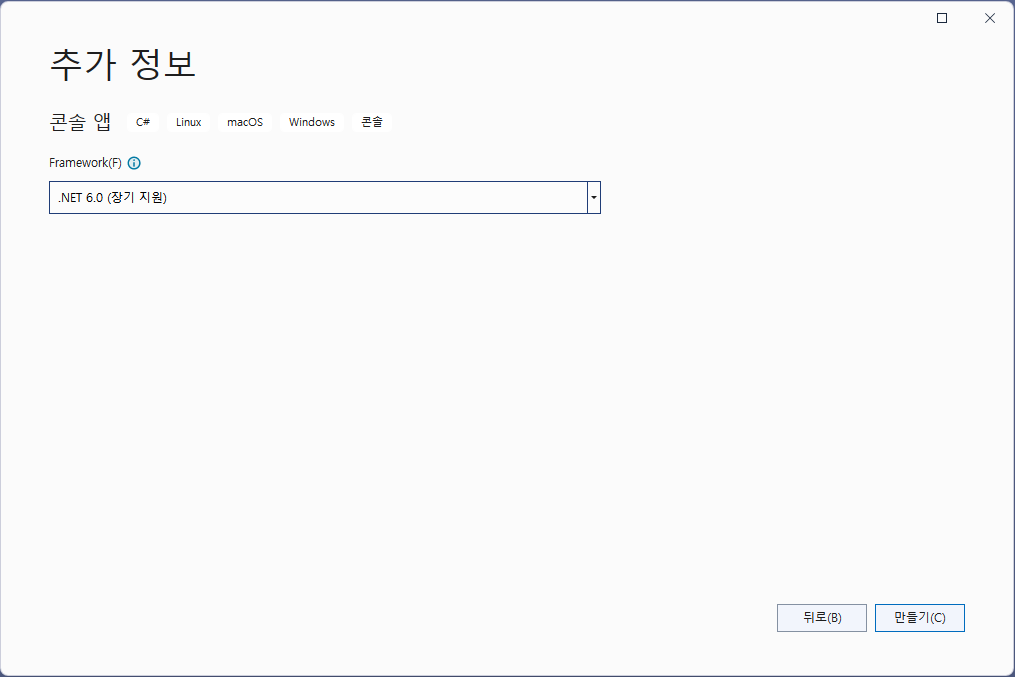 추가 정보
콘솔 앱 C# Linux macOS Windows 콘솔
Framework(F)
.NET 6.0 (장기 지원)
뒤로(B) 만들기(C)